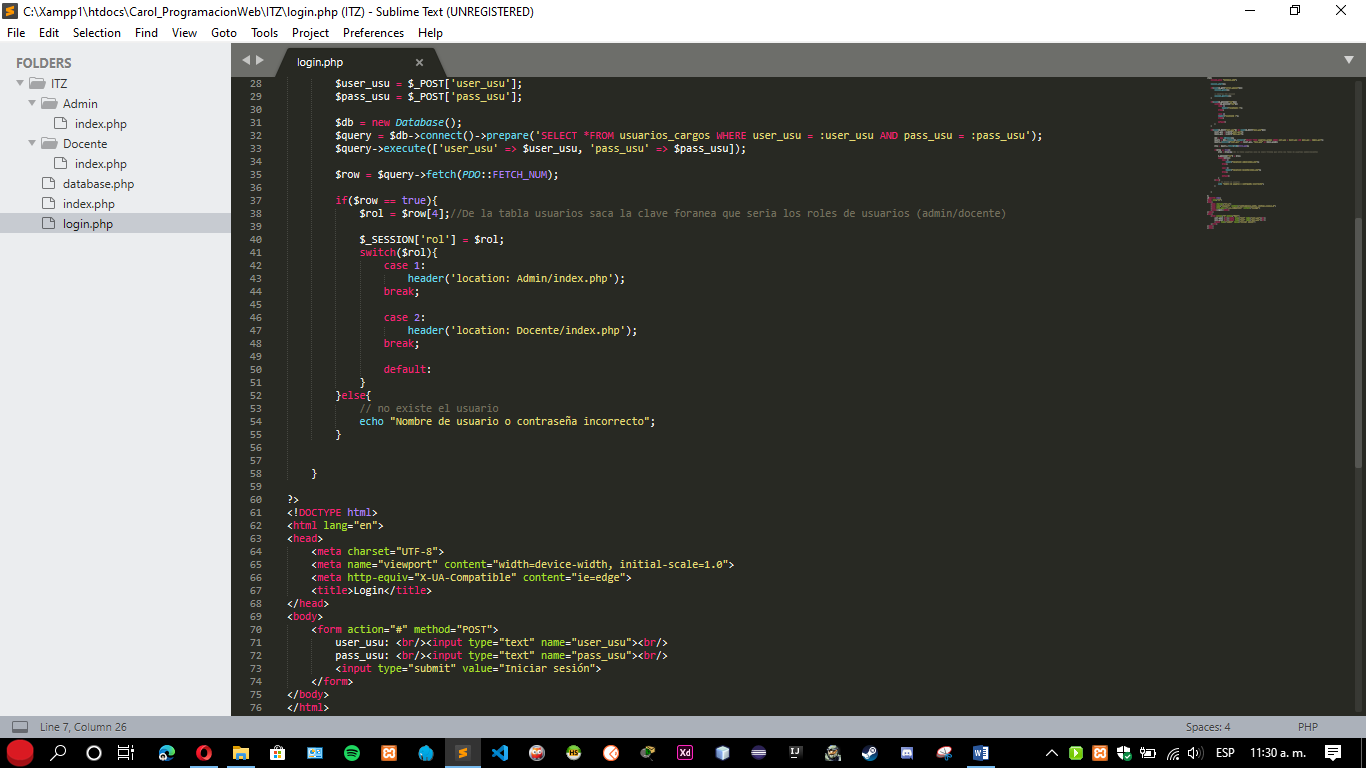 C:\Xampp1\htdocs\Carol_ProgramacionWeb\ITZ\login.php (ITZ) - Sublime Text (UNREGISTERED)
File Edit Selection Find View Goto Tools Project Preferences Help
FOLDERS
ITZ
Admin
index.php
Docente
index.php
database.php
index.php
login.php
login.php
28 $user_usu = $_POST['user_usu'];
29 $pass_usu = $_POST['pass_usu'];
30
31 $db = new Database();
32 $query = $db->connect()->prepare('SELECT *FROM usuarios_cargos WHERE user_usu = :user_usu AND pass_usu = :pass_usu');
33 $query->execute(['user_usu' => $user_usu, 'pass_usu' => $pass_usu]);
34
35 $row = $query->fetch(PDO::FETCH_NUM);
36
37 if($row == true){
38 $rol = $row[4];//De la tabla usuarios saca la clave foranea que seria los roles de usuarios (admin/docente)
39
40 $_SESSION['rol'] = $rol;
41 switch($rol){
42 case 1:
43 header('location: Admin/index.php');
44 break;
45
46 case 2:
47 header('location: Docente/index.php');
48 break;
49
50 default:
51 }
52 }else{
53 // no existe el usuario
54 echo "Nombre de usuario o contraseña incorrecto";
55 }
56
57
58 }
59
60 ?>
61 <!DOCTYPE html>
62 <html lang="en">
63 <head>
64 <meta charset="UTF-8">
65 <meta name="viewport" content="width=device-width, initial-scale=1.0">
66 <meta http-equiv="X-UA-Compatible" content="ie=edge">
67 <title>Login</title>
68 </head>
69 <body>
70 <form action="#" method="POST">
71 user_usu: <br/><input type="text" name="user_usu"><br/>
72 pass_usu: <br/><input type="text" name="pass_usu"><br/>
73 <input type="submit" value="Iniciar sesión">
74 </form>
75 </body>
76 </html>
Line 7, Column 26
Spaces: 4
PHP
Xd
IJ
W
ESP
11:30 a. m.